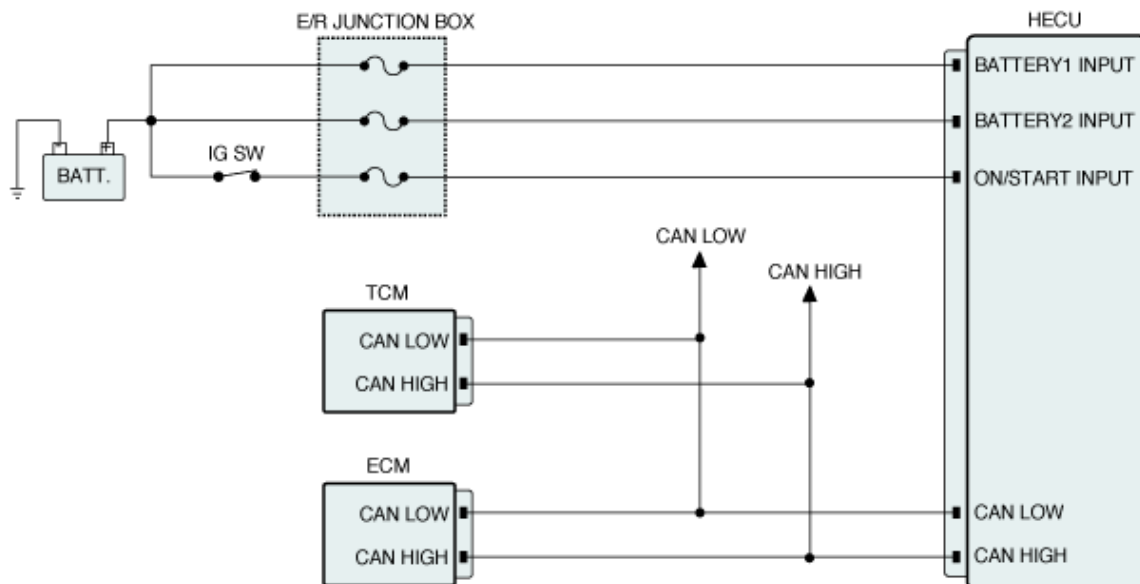 E/R JUNCTION BOX
HECU
BATTERY1 INPUT
BATTERY2 INPUT
IG SW
- +
BATT.
ON/START INPUT
CAN LOW
CAN HIGH
TCM
CAN LOW
CAN HIGH
ECM
CAN LOW
CAN LOW
CAN HIGH
CAN HIGH